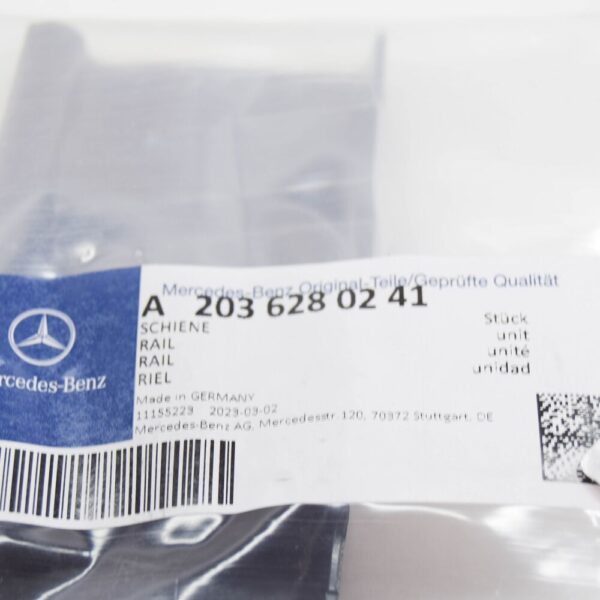 Mercedes-Benz Original-Teile/Geprüfte Qualität
A 203 628 02 41
SCHIENE
RAIL
RAIL
RIEL
Stück
unit
unité
unidad
rcedes-Benz
Made in GERMANY
11155223 2023-03-02
Mercedes-Benz AG, Mercedesstr. 120, 70372 Stuttgart, DE